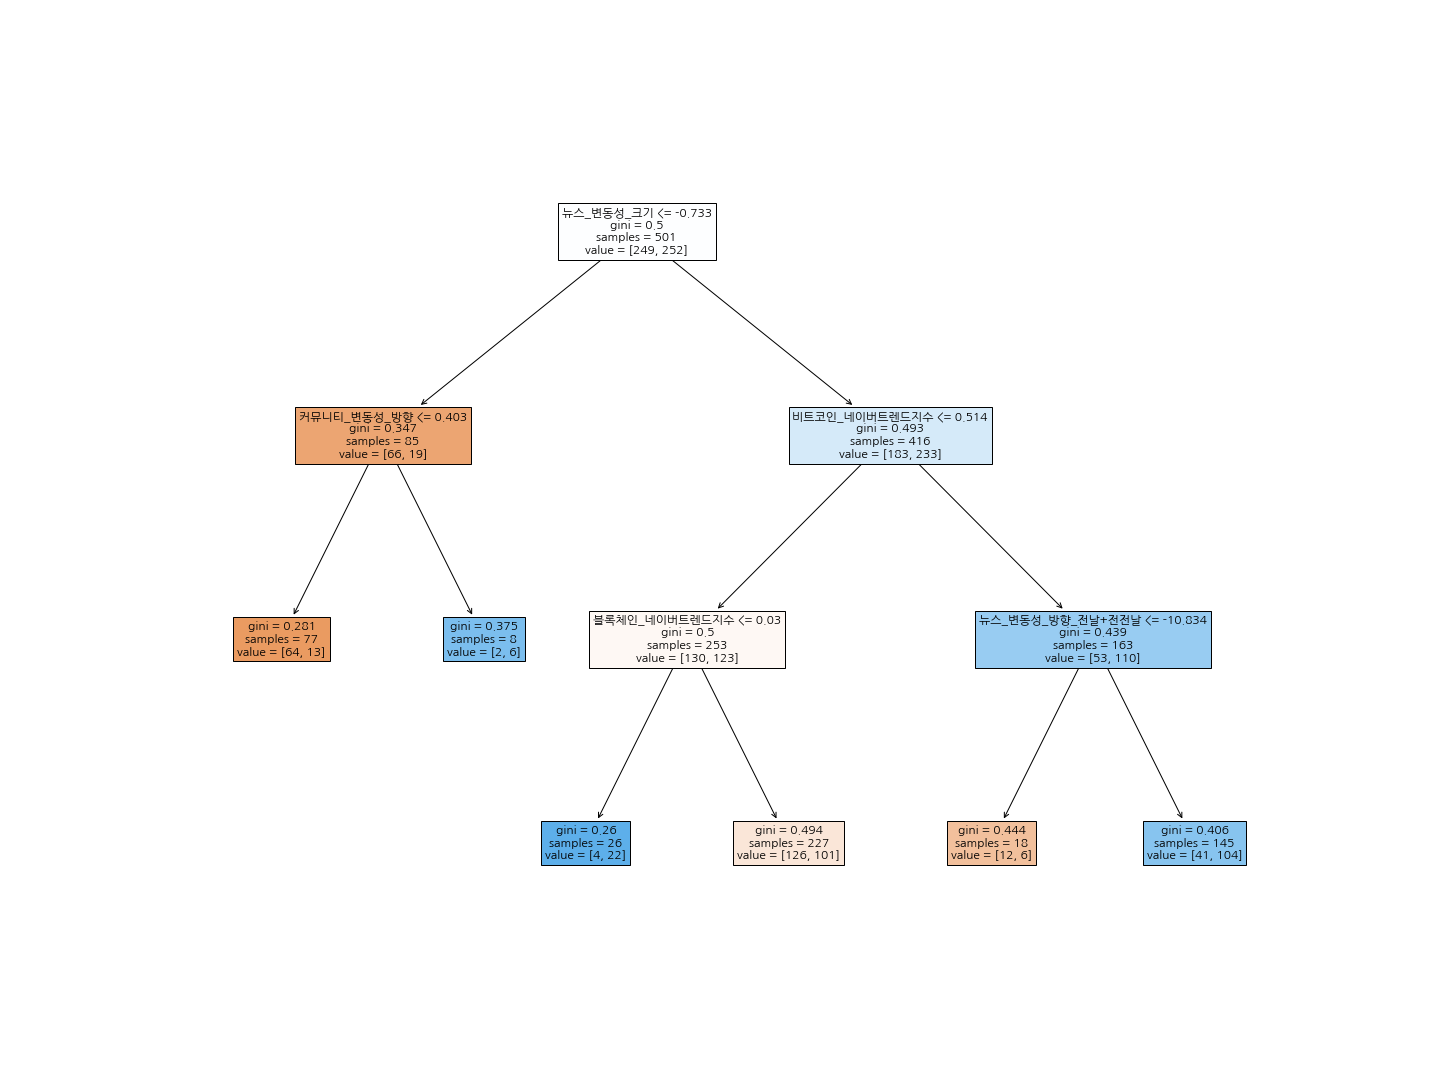 뉴스_변동성_크기 <= -0.733
gini = 0.5
samples = 501
value = [249, 252]
커뮤니티_변동성_방향 <= 0.403
gini = 0.347
samples = 85
value = [66, 19]
비트코인_네이버트렌드지수 <= 0.514
gini = 0.493
samples = 416
value = [183, 233]
gini = 0.281
samples = 77
value = [64, 13]
gini = 0.375
samples = 8
value = [2, 6]
블록체인_네이버트렌드지수 <= 0.03
gini = 0.5
samples = 253
value = [130, 123]
뉴스_변동성_방향_전날+전전날 <= -10.834
gini = 0.439
samples = 163
value = [53, 110]
gini = 0.26
samples = 26
value = [4, 22]
gini = 0.494
samples = 227
value = [126, 101]
gini = 0.444
samples = 18
value = [12, 6]
gini = 0.406
samples = 145
value = [41, 104]